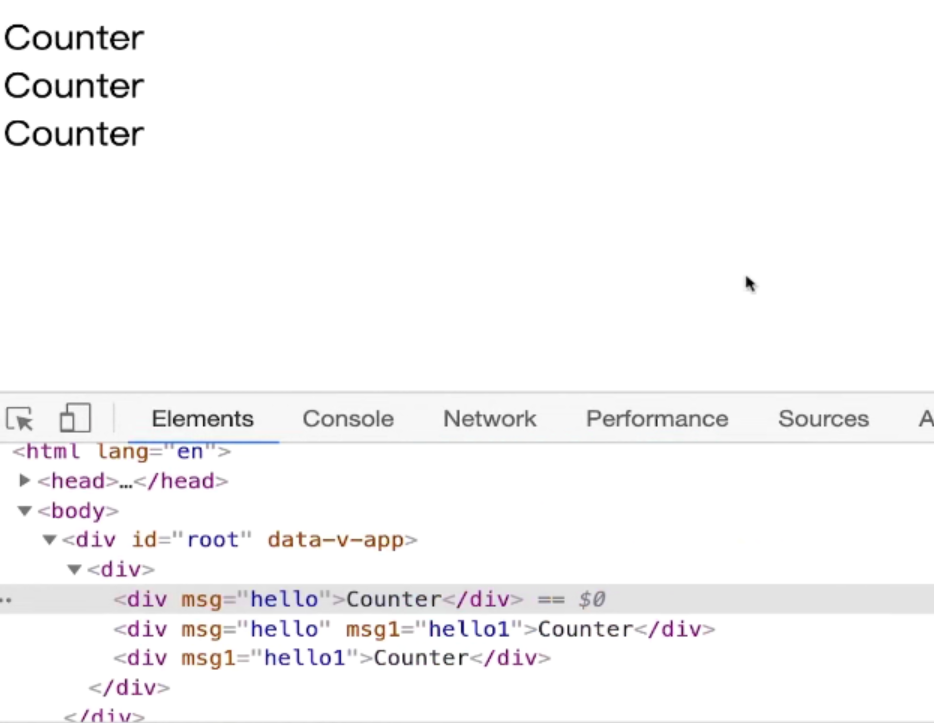 Counter
Counter
Counter
Elements Console Network Performance Sources A
<html lang="en">
▶<head>…</head>
▼<body>
▼<div id="root" data-v-app>
▼<div>
<div msg="hello">Counter</div> == $0
<div msg="hello" msg1="hello1">Counter</div>
<div msg1="hello1">Counter</div>
</div>
</div>